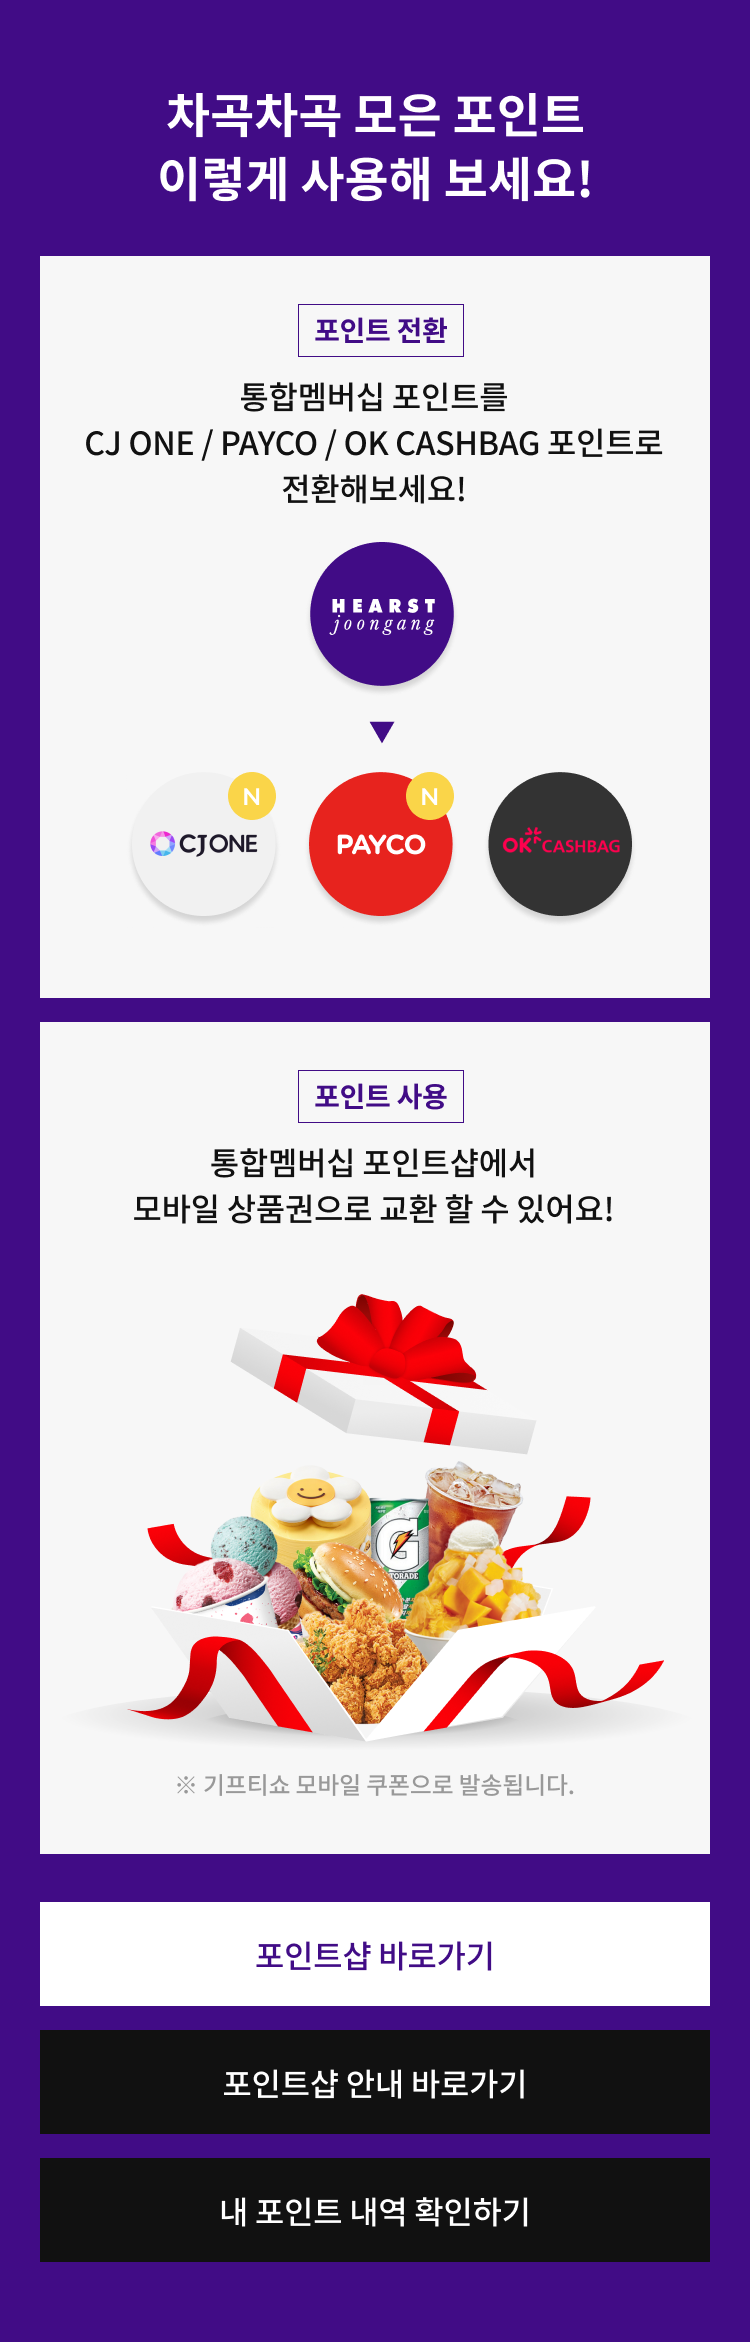 차곡차곡 모은 포인트
이렇게 사용해 보세요!
포인트 전환
통합멤버십 포인트를
CJ ONE / PAYCO / OK CASHBAG 포인트로
전환해보세요!
HEARST
joongang
N
N
CJ ONE
PAYCO
OK CASHBAG
포인트 사용
통합멤버십 포인트샵에서
모바일 상품권으로 교환 할 수 있어요!
G
※ 기프티쇼 모바일 쿠폰으로 발송됩니다.
포인트샵 바로가기
포인트샵 안내 바로가기
내 포인트 내역 확인하기